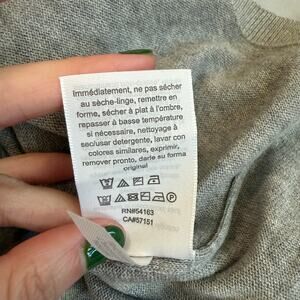 Immédiatement, ne pas sécher
au sèche-linge, remettre en
forme, sécher à plat à l'ombre,
repasser à basse température
si nécessaire, nettoyage à
sec/usar detergente, lavar con
colores similares, exprimir,
remover pronto, darle su forma
original
RN#54163
CA#57151